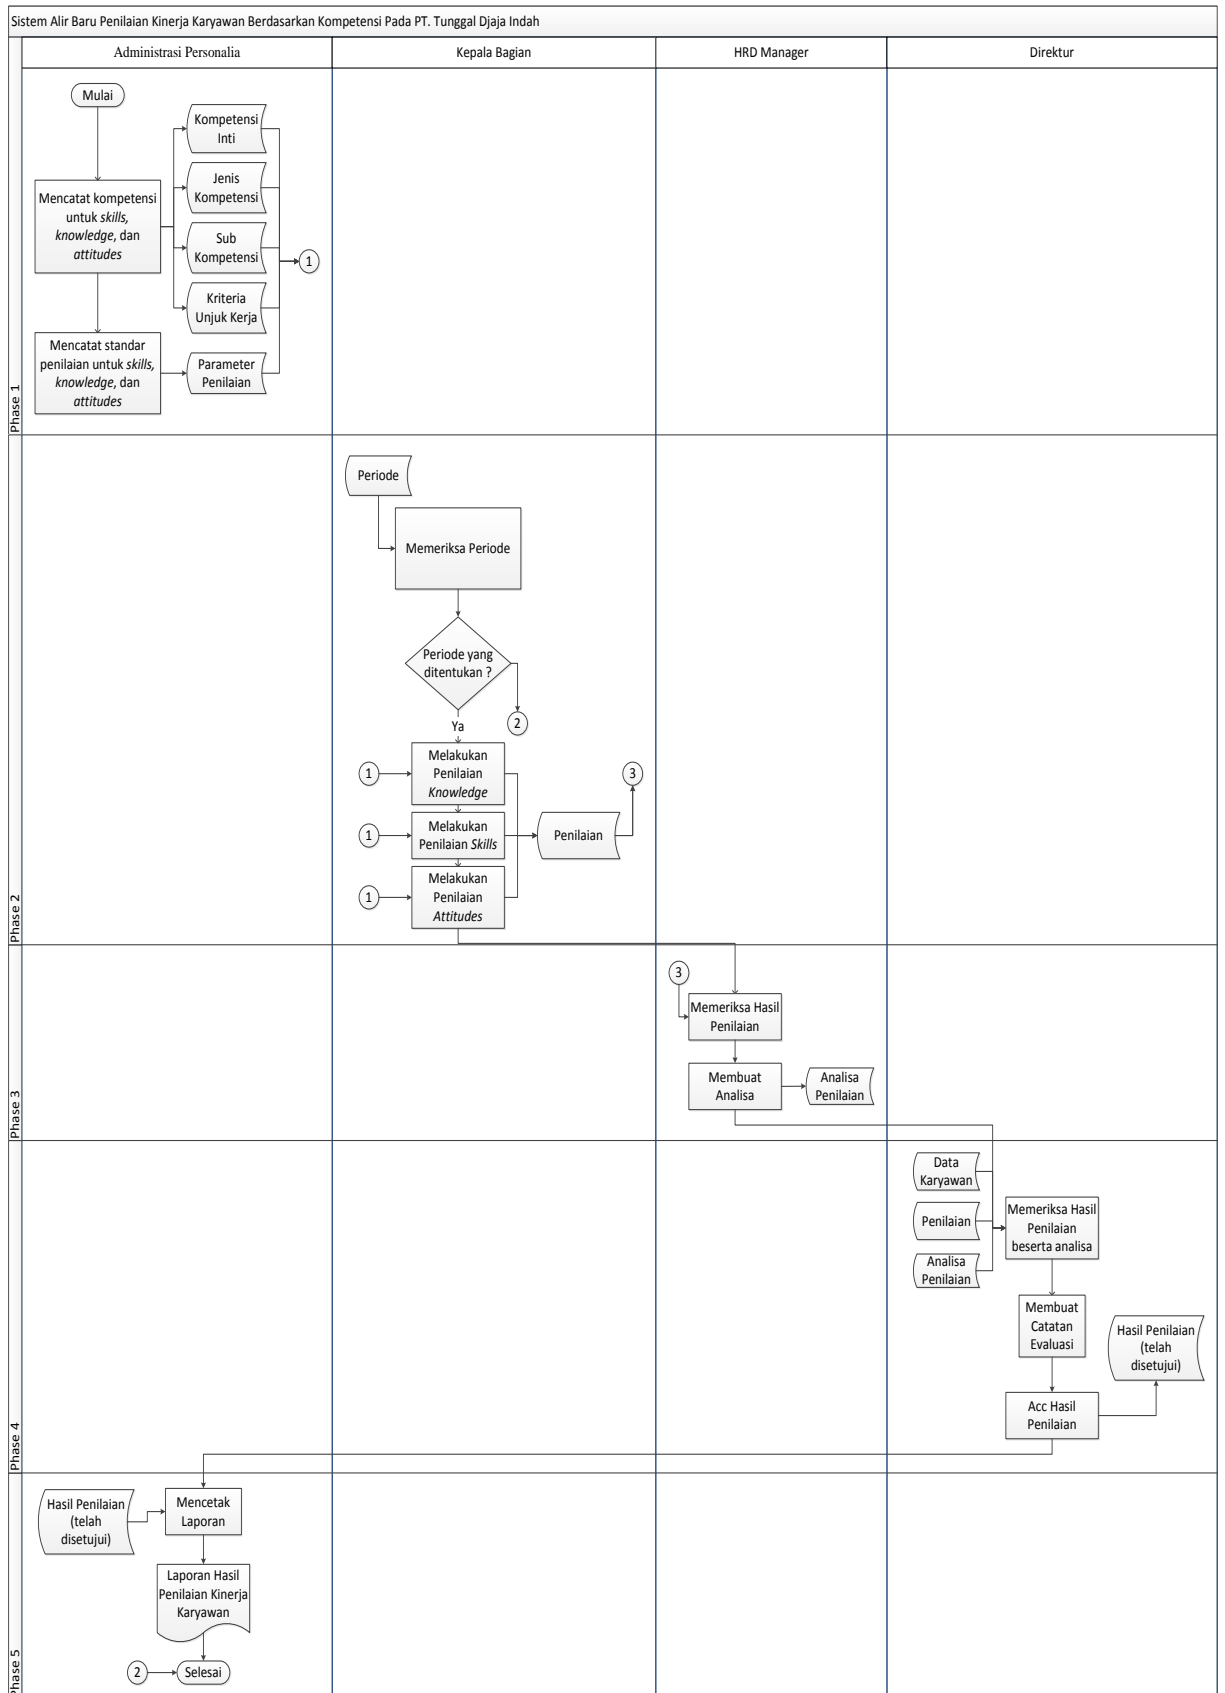 Sistem Alir Baru Penilaian Kinerja Karyawan Berdasarkan Kompetensi Pada PT. Tunggal Djaja Indah
Administrasi Personalia
Kepala Bagian
HRD Manager
Direktur
Phase 1
Mulai
Kompetensi
Inti
Jenis
Kompetensi
Mencatat kompetensi
untuk skills,
knowledge, dan
attitudes
Sub
Kompetensi
1
Kriteria
Unjuk Kerja
Mencatat standar
penilaian untuk skills,
knowledge, dan
attitudes
Parameter
Penilaian
Phase 2
Periode
Memeriksa Periode
Periode yang
ditentukan ?
2
Ya
1
Melakukan
Penilaian
Knowledge
3
1
Melakukan
Penilaian Skills
Penilaian
1
Melakukan
Penilaian
Attitudes
Phase 3
3
Memeriksa Hasil
Penilaian
Membuat
Analisa
Analisa
Penilaian
Phase 4
Data
Karyawan
Penilaian
Analisa
Penilaian
Memeriksa Hasil
Penilaian
beserta analisa
Membuat
Catatan
Evaluasi
Hasil Penilaian
(telah
disetujui)
Acc Hasil
Penilaian
Phase 5
Hasil Penilaian
(telah
disetujui)
Mencetak
Laporan
Laporan Hasil
Penilaian Kinerja
Karyawan
2
Selesai